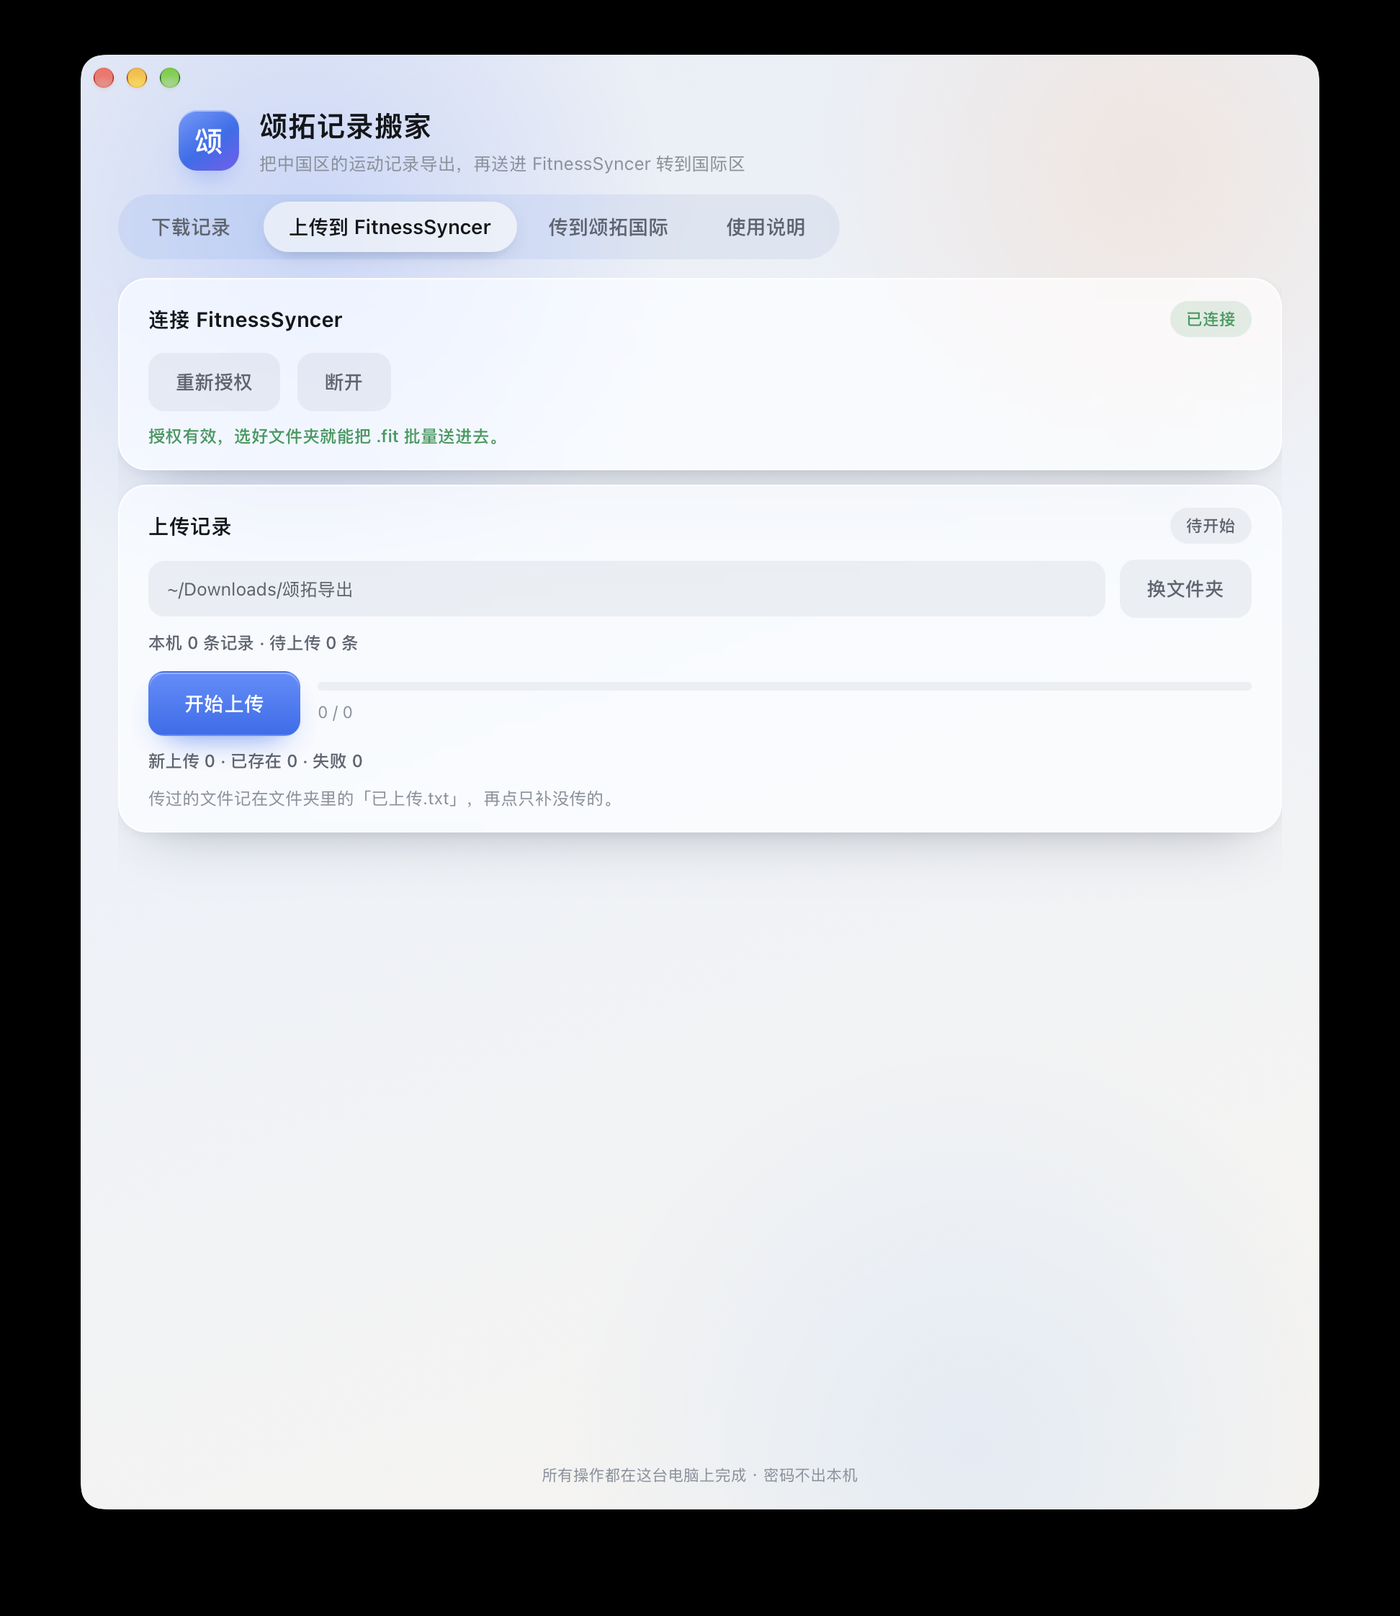 颂
颂拓记录搬家
把中国区的运动记录导出，再送进 FitnessSyncer 转到国际区
下载记录
上传到 FitnessSyncer
传到颂拓国际
使用说明
连接 FitnessSyncer
已连接
重新授权
断开
授权有效，选好文件夹就能把 .fit 批量送进去。
上传记录
待开始
~/Downloads/颂拓导出
换文件夹
本机 0 条记录 · 待上传 0 条
开始上传
0 / 0
新上传 0 · 已存在 0 · 失败 0
传过的文件记在文件夹里的「已上传.txt」，再点只补没传的。
所有操作都在这台电脑上完成 · 密码不出本机